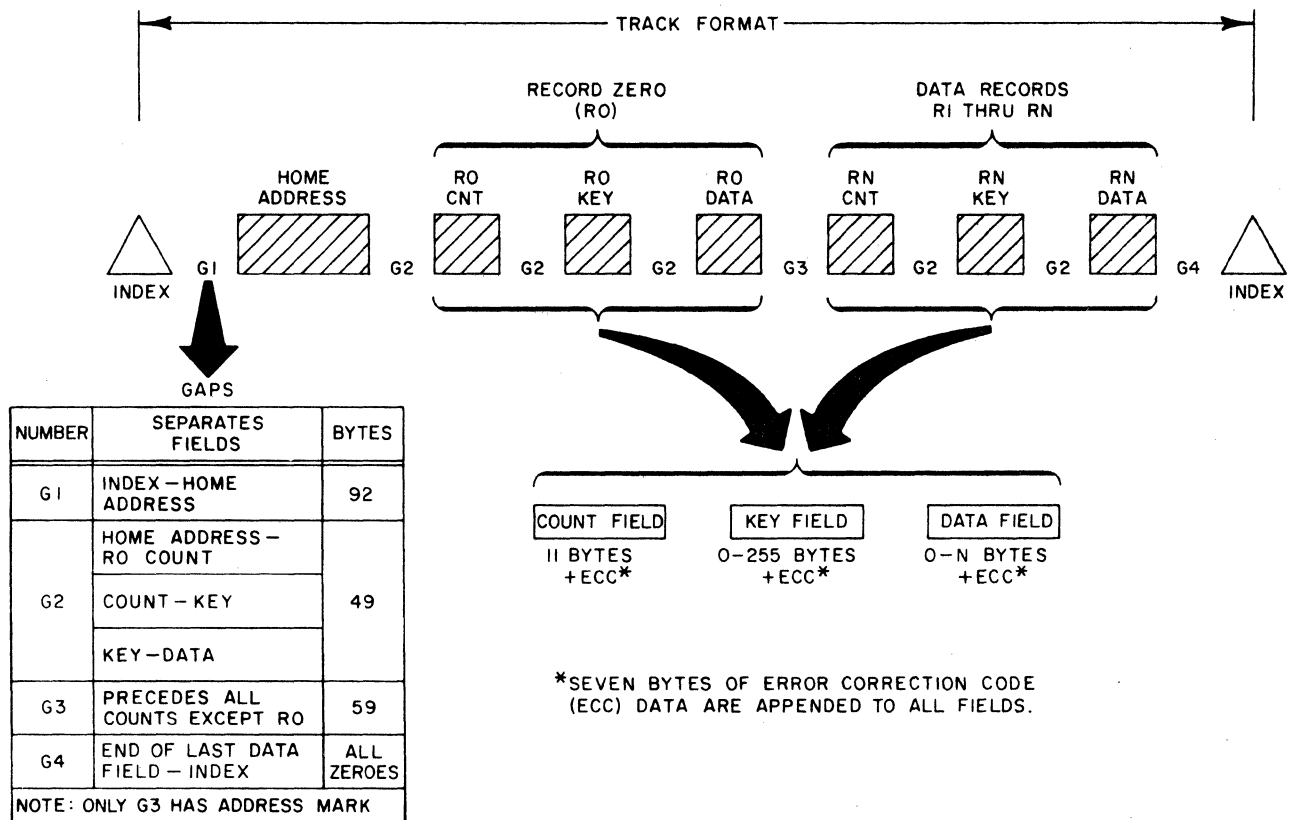 TRACK FORMAT
RECORD ZERO
(RO)
DATA RECORDS
RI THRU RN
HOME
ADDRESS
RO
CNT
RO
KEY
RO
DATA
RN
CNT
RN
KEY
RN
DATA
INDEX
G1
G2
G2
G2
G3
G2
G2
G4
INDEX
GAPS
NUMBER
SEPARATES
FIELDS
BYTES
G1
INDEX-HOME
ADDRESS
92
G2
HOME ADDRESS-
RO COUNT
COUNT-KEY
KEY-DATA
49
G3
PRECEDES ALL
COUNTS EXCEPT RO
59
G4
END OF LAST DATA
FIELD-INDEX
ALL
ZEROES
NOTE: ONLY G3 HAS ADDRESS MARK
COUNT FIELD
11 BYTES
+ECC*
KEY FIELD
0-255 BYTES
+ECC*
DATA FIELD
0-N BYTES
+ECC*
*SEVEN BYTES OF ERROR CORRECTION CODE
(ECC) DATA ARE APPENDED TO ALL FIELDS.